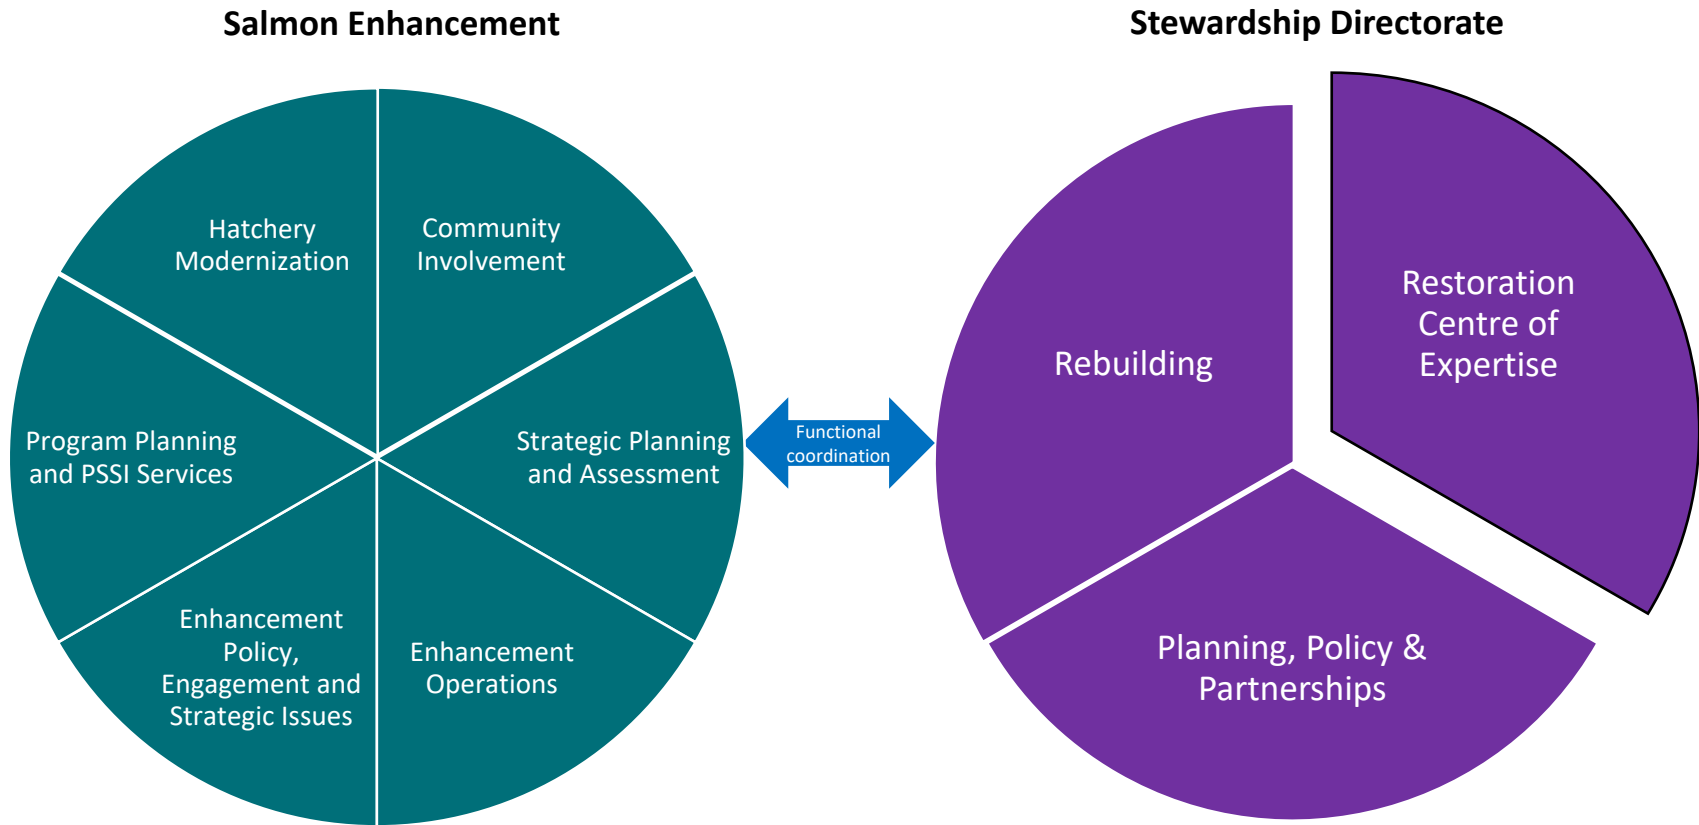 Salmon Enhancement
Stewardship Directorate
Hatchery
Modernization
Community
Involvement
Program Planning
and PSSI Services
Strategic Planning
and Assessment
Enhancement
Policy,
Engagement and
Strategic Issues
Enhancement
Operations
Functional
coordination
Rebuilding
Restoration
Centre of
Expertise
Planning, Policy &
Partnerships